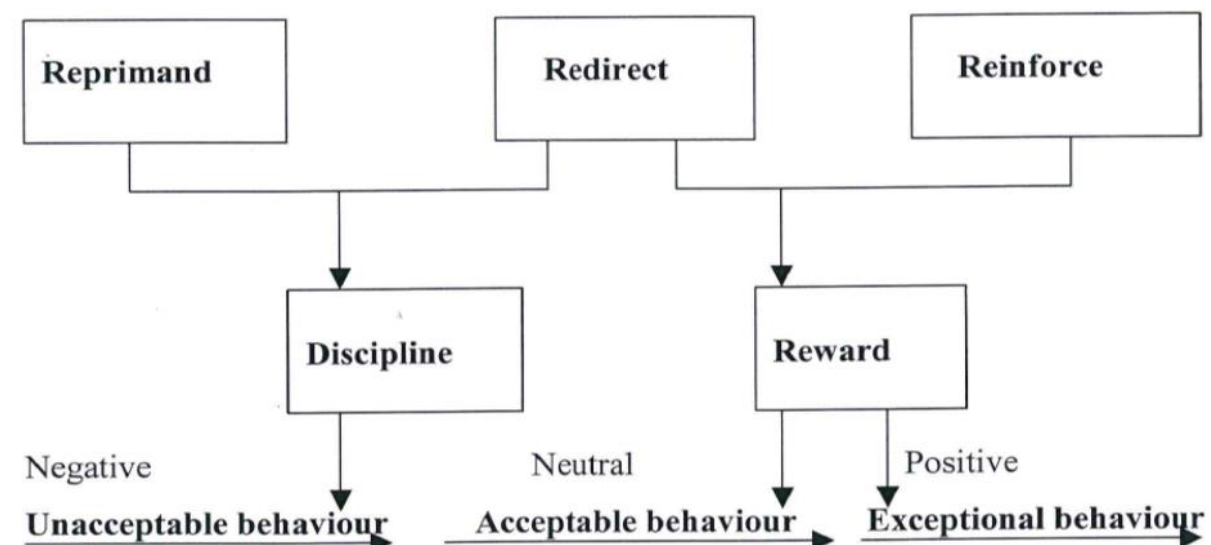 Reprimand
Redirect
Reinforce
Discipline
Reward
Negative
Neutral
Positive
Unacceptable behaviour
Acceptable behaviour
Exceptional behaviour